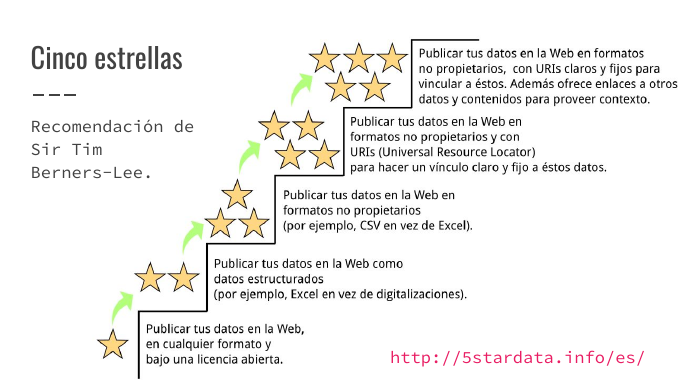 Cinco estrellas
Recomendación de
Sir Tim
Berners-Lee.
Publicar tus datos en la Web en formatos
no propietarios, con URIs claros y fijos para
vincular a éstos. Además ofrece enlaces a otros
datos y contenidos para proveer contexto.
Publicar tus datos en la Web en
formatos no propietarios y con
URIs (Universal Resource Locator)
para hacer un vínculo claro y fijo a éstos datos.
Publicar tus datos en la Web en
formatos no propietarios
(por ejemplo, CSV en vez de Excel).
Publicar tus datos en la Web como
datos estructurados
(por ejemplo, Excel en vez de digitalizaciones).
Publicar tus datos en la Web,
en cualquier formato y
bajo una licencia abierta.
http://5stardata.info/es/